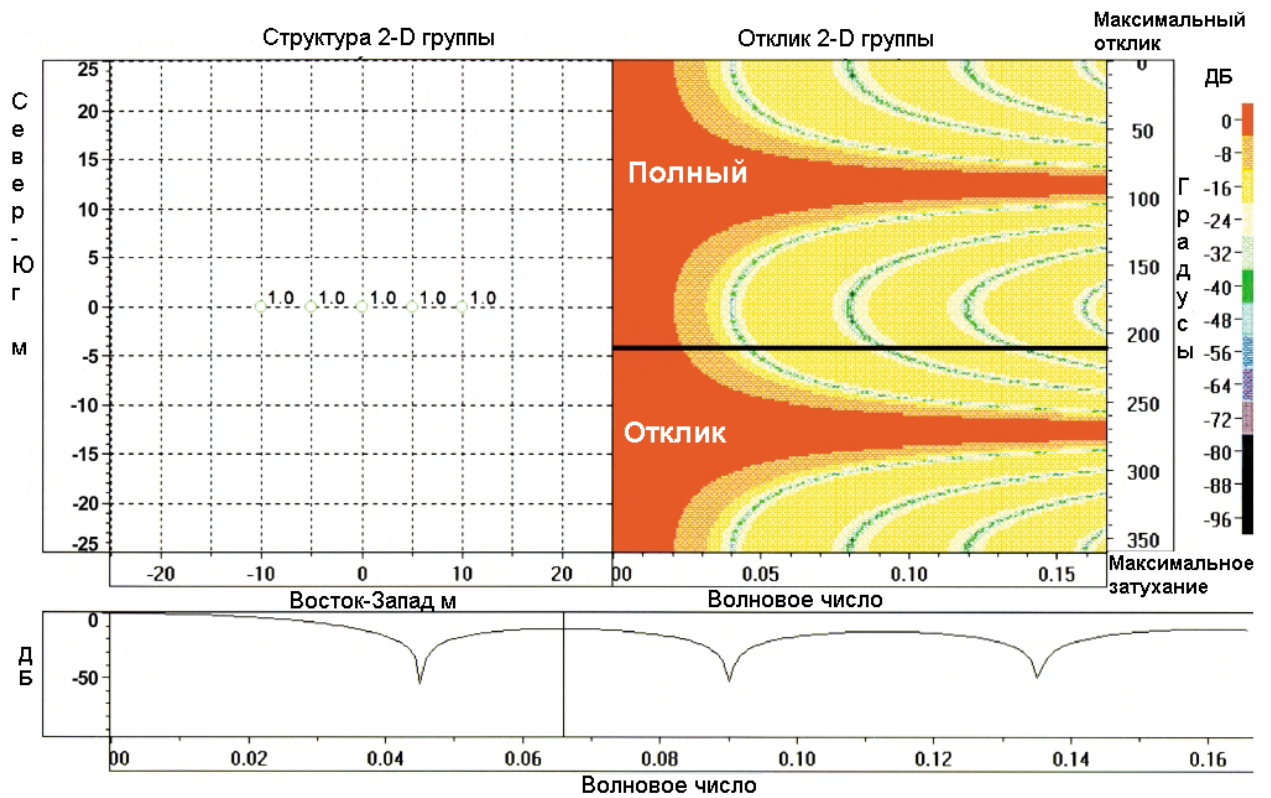 Структура 2-D группы
Отклик 2-D группы
Максимальный
отклик
Север-Юг м
25
20
15
10
5
0
-5
-10
-15
-20
-25
1.0 1.0 1.0 1.0 1.0
-20 -10 0 10 20
Восток-Запад м
Полный
Отклик
00 0.05 0.10 0.15
Волновое число
0
50
100
150
200
250
300
350
Градусы
Максимальное
затухание
ДБ
0
-8
-16
-24
-32
-40
-48
-56
-64
-72
-80
-88
-96
ДБ
0
-50
00 0.02 0.04 0.06 0.08 0.10 0.12 0.14 0.16
Волновое число